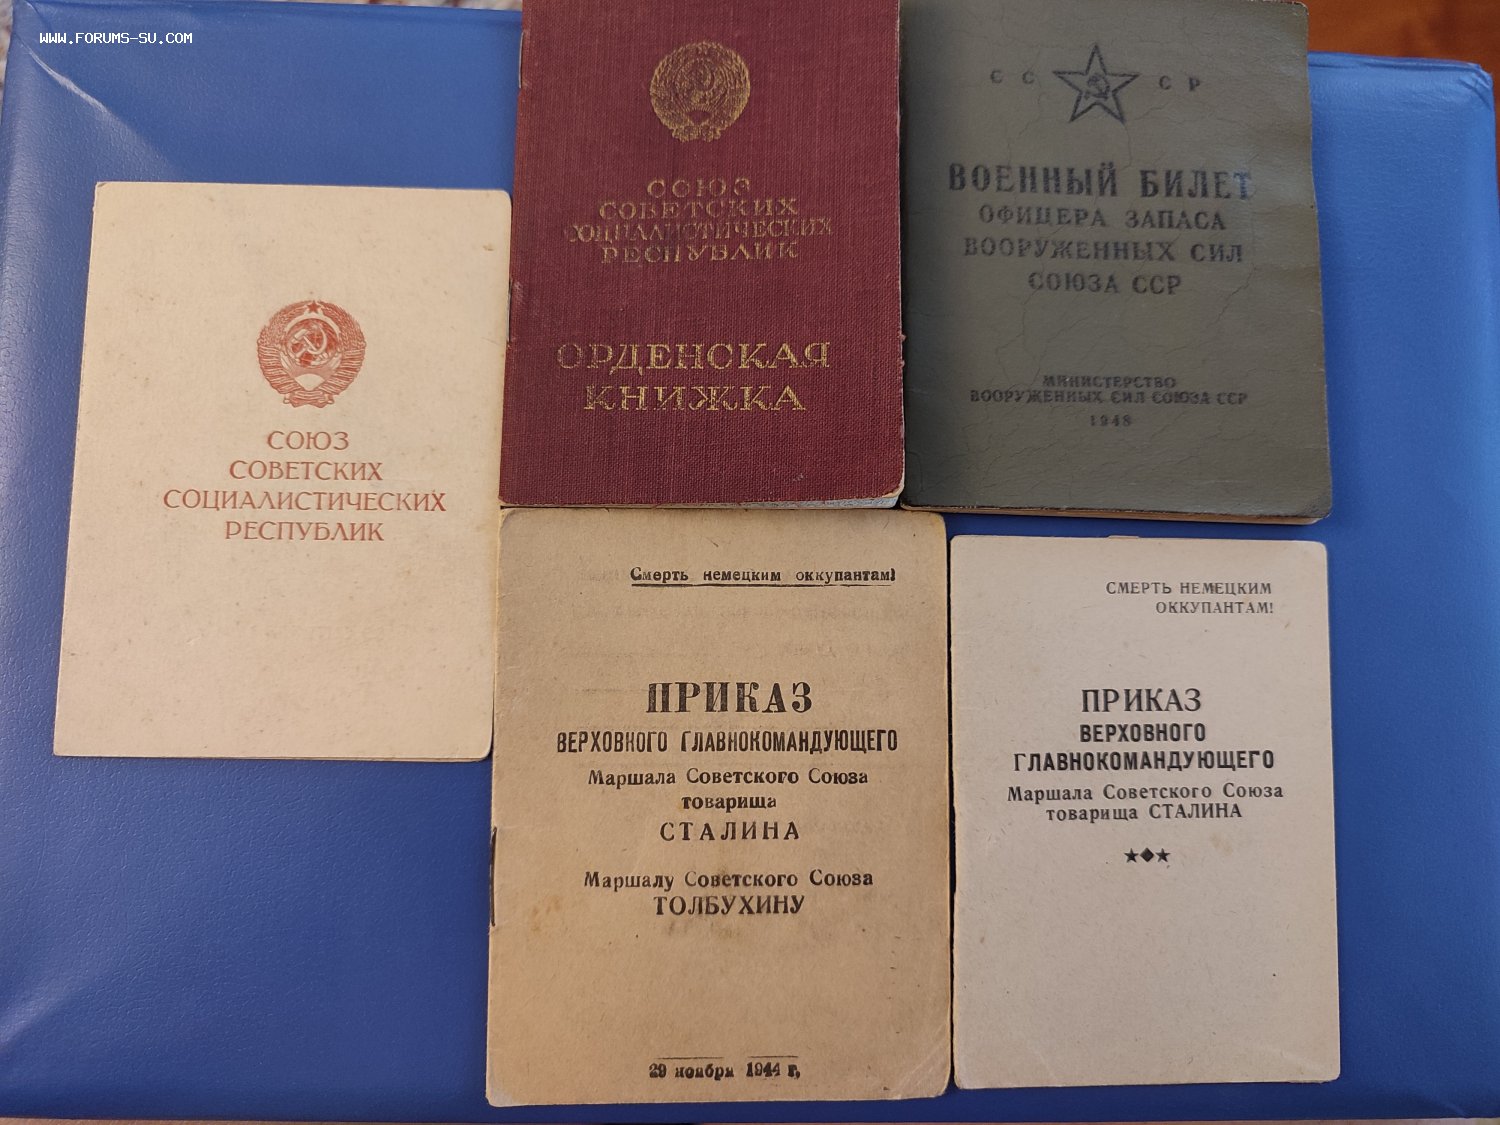 WWW.FORUMS-SU.COM
СОЮЗ
СОВЕТСКИХ
СОЦИАЛИСТИЧЕСКИХ
РЕСПУБЛИК
СОЮЗ
СОВЕТСКИХ
СОЦИАЛИСТИЧЕСКИХ
РЕСПУБЛИК
ОРДЕНСКАЯ
КНИЖКА
СС СР
ВОЕННЫЙ БИЛЕТ
ОФИЦЕРА ЗАПАСА
ВООРУЖЕННЫХ СИЛ
СОЮЗА ССР
МИНИСТЕРСТВО
ВООРУЖЕННЫХ СИЛ СОЮЗА ССР
1948
Смерть немецким оккупантам!
ПРИКАЗ
ВЕРХОВНОГО ГЛАВНОКОМАНДУЮЩЕГО
Маршала Советского Союза
товарища
СТАЛИНА
Маршалу Советского Союза
ТОЛБУХИНУ
29 ноября 1944 г.
СМЕРТЬ НЕМЕЦКИМ
ОККУПАНТАМ!
ПРИКАЗ
ВЕРХОВНОГО
ГЛАВНОКОМАНДУЮЩЕГО
Маршала Советского Союза
товарища СТАЛИНА